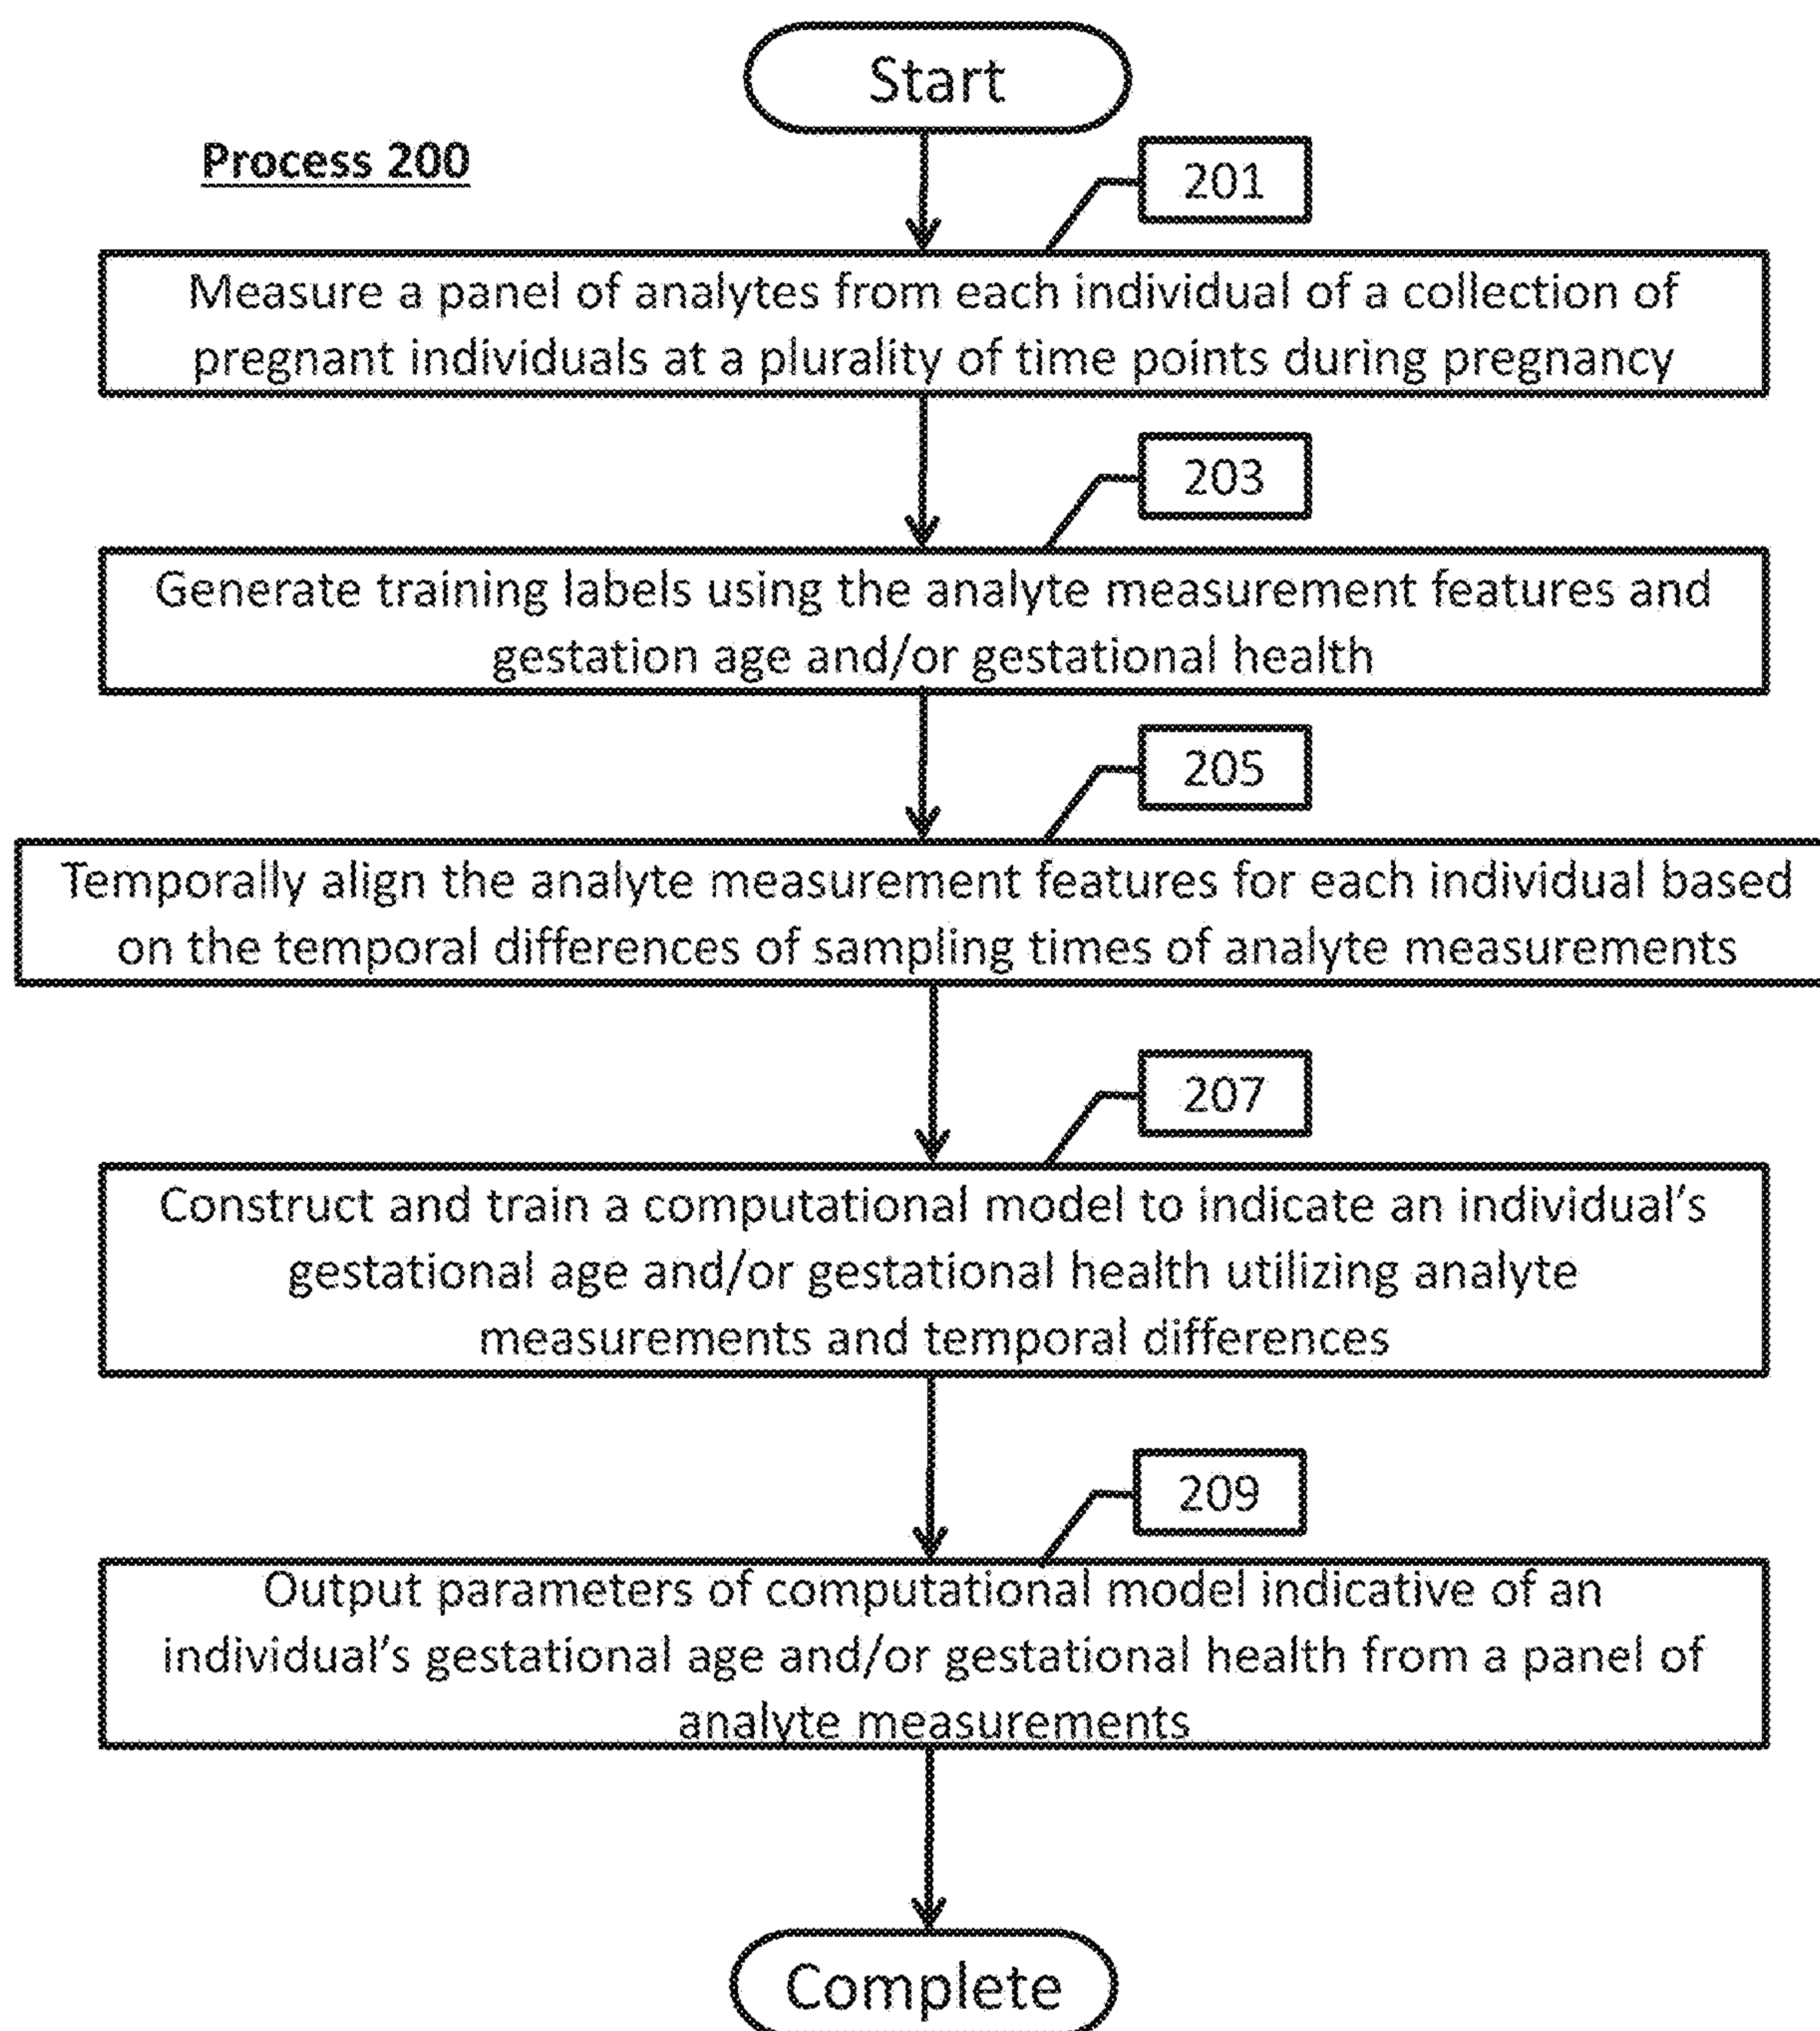 Start
Process 200
201
Measure a panel of analytes from each individual of a collection of
pregnant individuals at a plurality of time points during pregnancy
203
Generate training labels using the analyte measurement features and
gestation age and/or gestational health
205
Temporally align the analyte measurement features for each individual based
on the temporal differences of sampling times of analyte measurements
207
Construct and train a computational model to indicate an individual's
gestational age and/or gestational health utilizing analyte
measurements and temporal differences
209
Output parameters of computational model indicative of an
individual's gestational age and/or gestational health from a panel of
analyte measurements
Complete